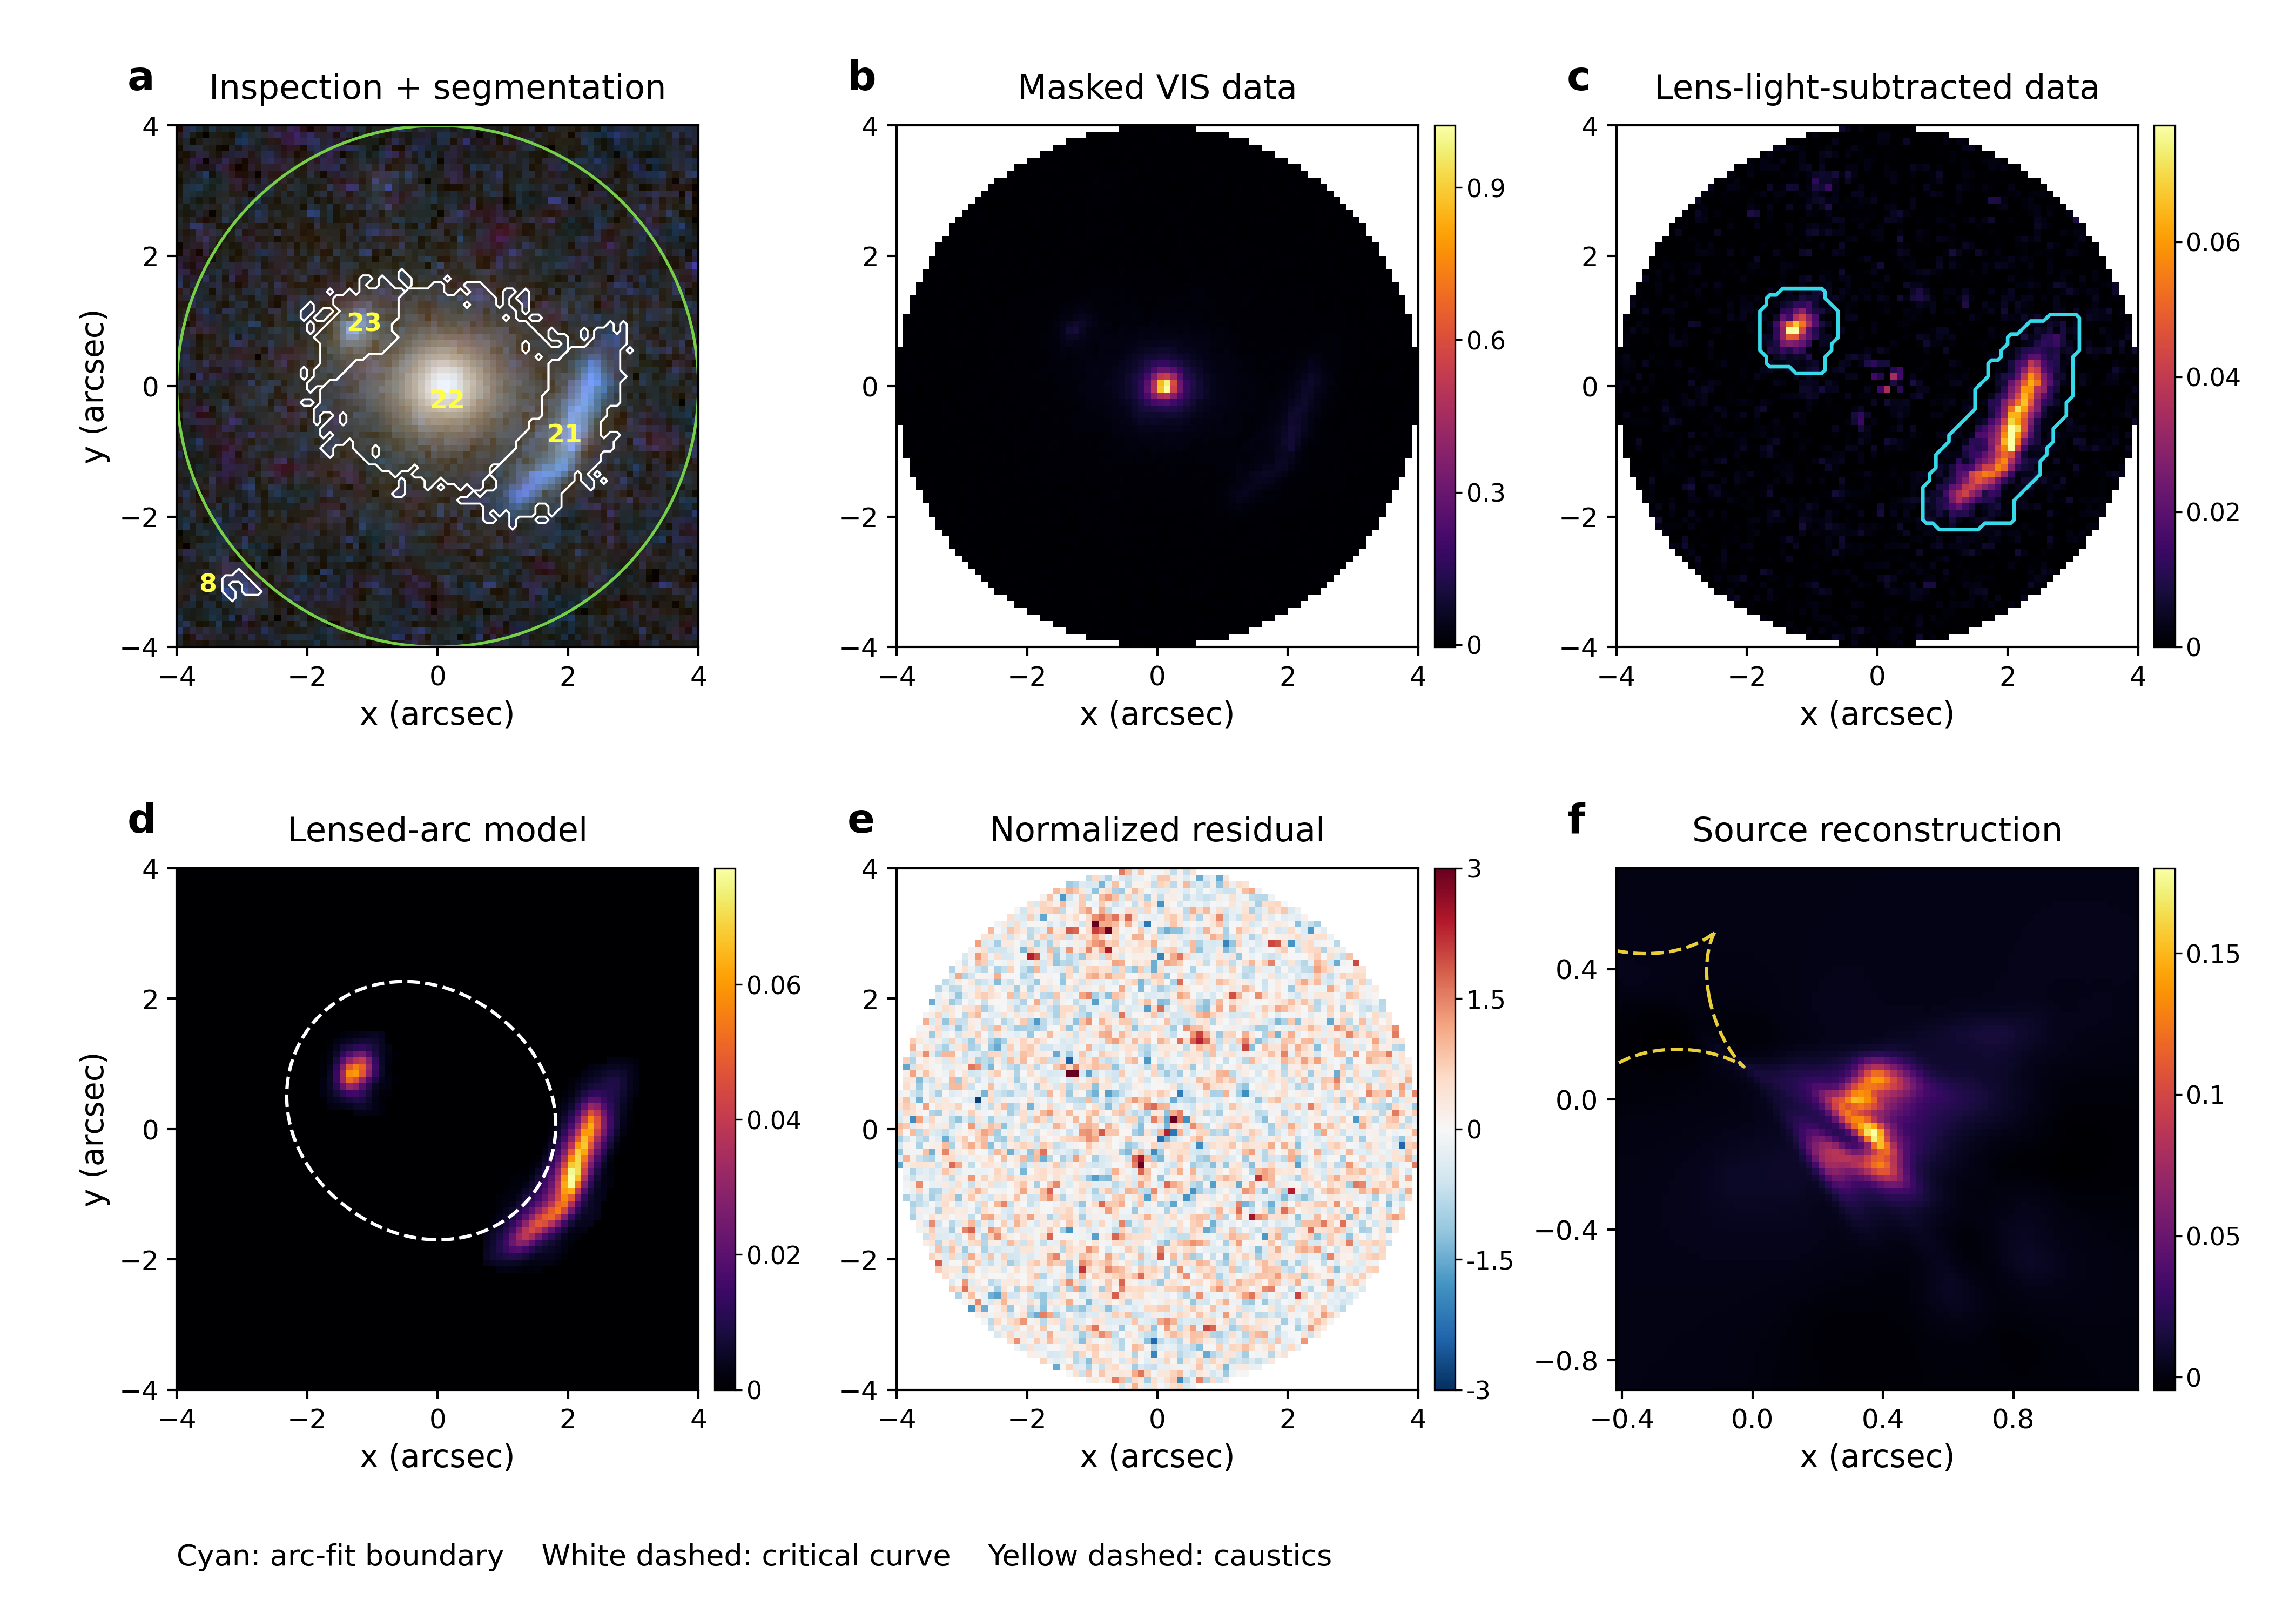 a Inspection + segmentation
4
2
0
−2
−4
y (arcsec)
23
22
21
8
−4 −2 0 2 4
x (arcsec)
b Masked VIS data
4
2
0
−2
−4
−4 −2 0 2 4
x (arcsec)
0.9
0.6
0.3
0
c Lens-light-subtracted data
4
2
0
−2
−4
−4 −2 0 2 4
x (arcsec)
0.06
0.04
0.02
0
d Lensed-arc model
4
2
0
−2
−4
y (arcsec)
−4 −2 0 2 4
x (arcsec)
0.06
0.04
0.02
0
e Normalized residual
4
2
0
−2
−4
−4 −2 0 2 4
x (arcsec)
3
1.5
0
-1.5
-3
f Source reconstruction
0.4
0.0
−0.4
−0.8
−0.4 0.0 0.4 0.8
x (arcsec)
0.15
0.1
0.05
0
Cyan: arc-fit boundary White dashed: critical curve Yellow dashed: caustics